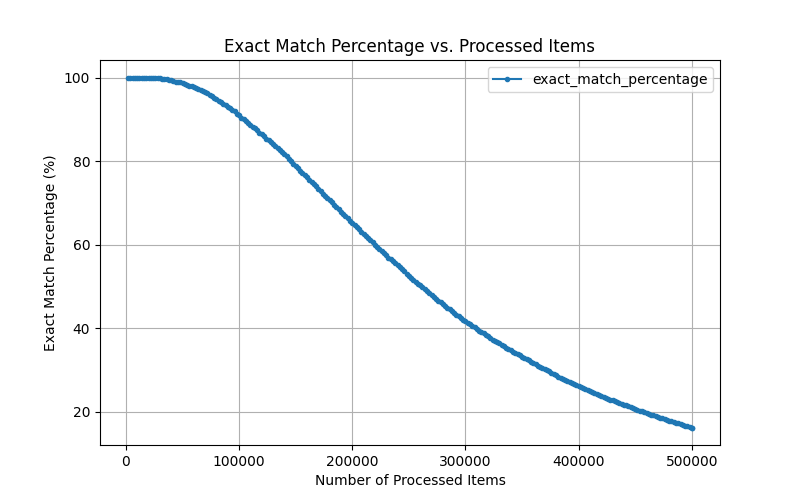 Exact Match Percentage vs. Processed Items
exact_match_percentage
100
80
60
40
20
Exact Match Percentage (%)
0 100000 200000 300000 400000 500000
Number of Processed Items